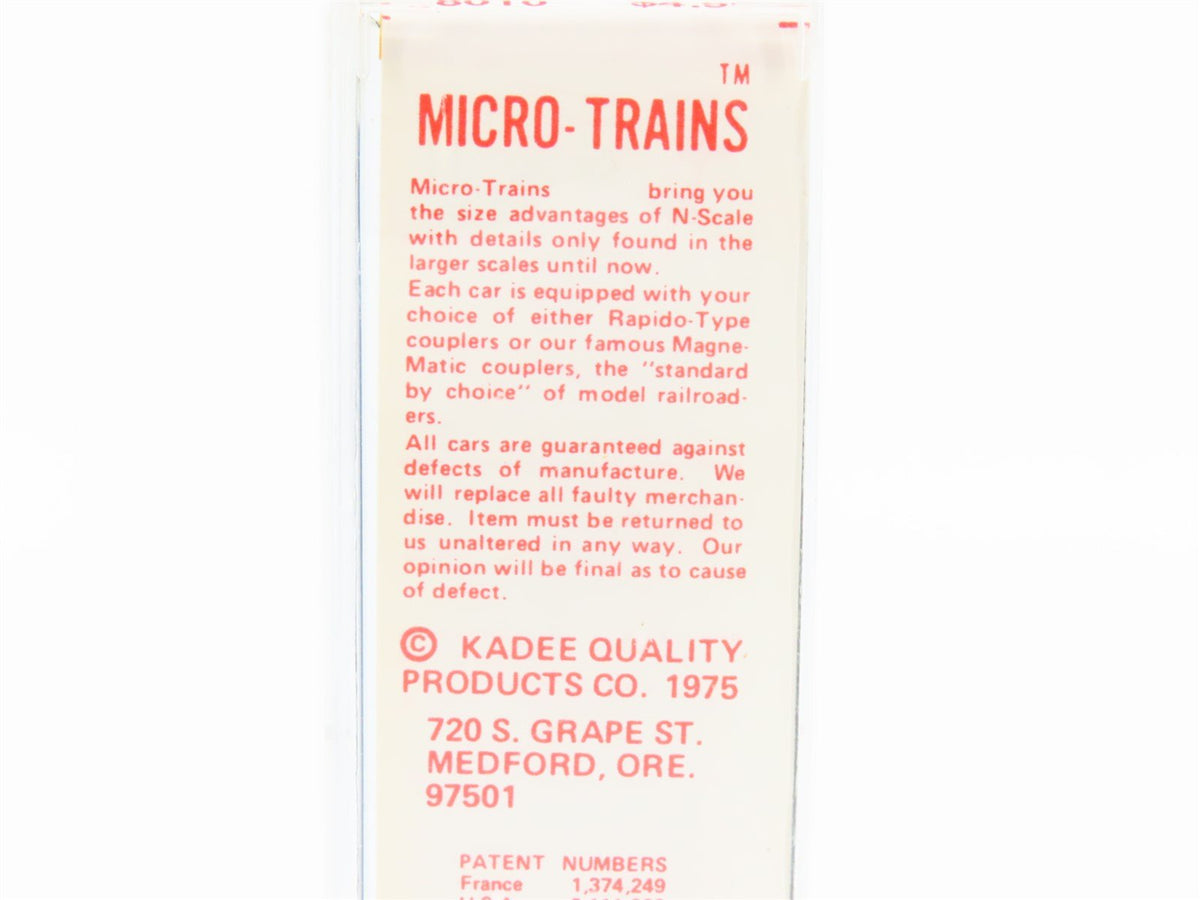 TM
MICRO-TRAINS
Micro-Trains bring you
the size advantages of N-Scale
with details only found in the
larger scales until now.
Each car is equipped with your
choice of either Rapido-Type
couplers or our famous Magne-
Matic couplers, the "standard
by choice" of model railroad-
ers.
All cars are guaranteed against
defects of manufacture. We
will replace all faulty merchan-
dise. Item must be returned to
us unaltered in any way. Our
opinion will be final as to cause
of defect.
© KADEE QUALITY
PRODUCTS CO. 1975
720 S. GRAPE ST.
MEDFORD, ORE.
97501
PATENT NUMBERS
France 1,374,249